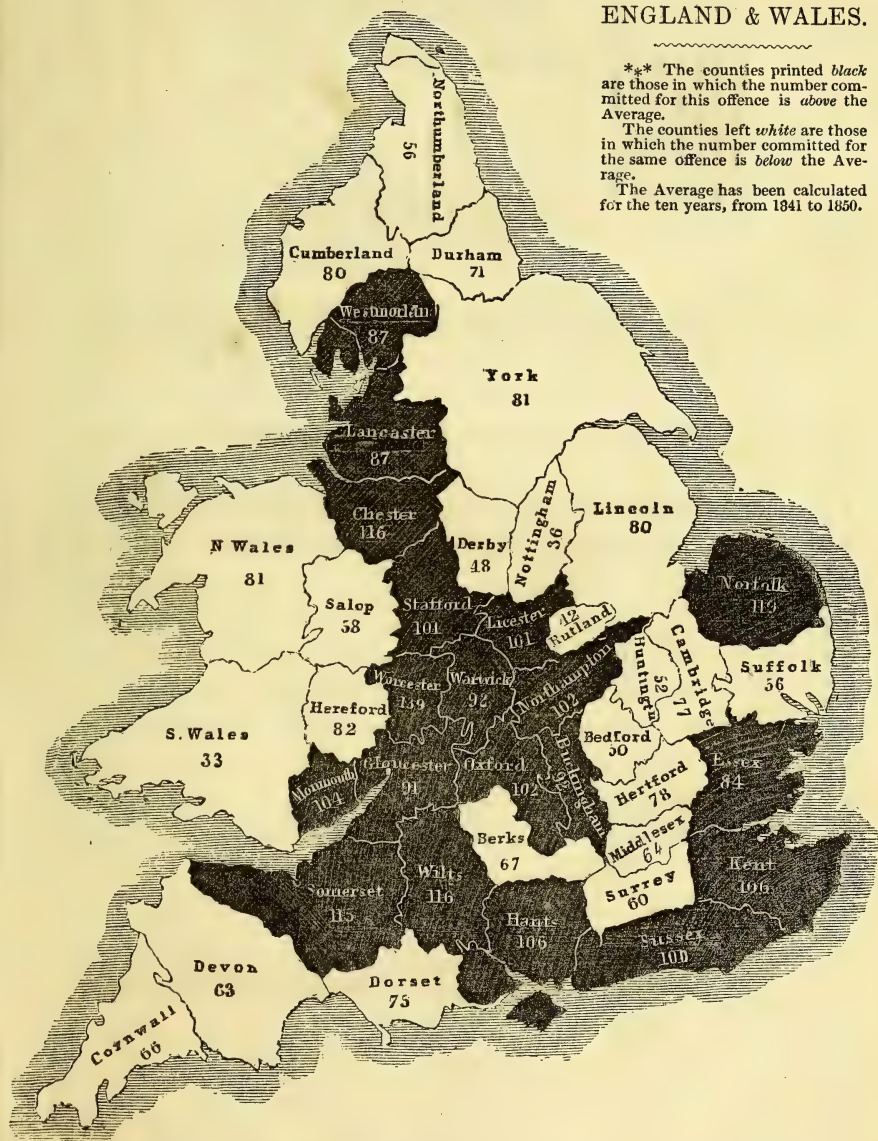 ENGLAND & WALES.
*** The counties printed black
are those in which the number com-
mitted for this offence is above the
Average.
The counties left white are those
in which the number committed for
the same offence is below the Ave-
rage.
The Average has been calculated
for the ten years, from 1841 to 1850.
Northumberland
56
Cumberland
80
Durham
71
Westmorland
87
York
81
Lancaster
87
Chester
116
Derby
48
Nottingham
36
Lincoln
80
N Wales
81
Salop
58
Stafford
101
Licester
101
42
Rutland
Norfolk
119
Worcester
Warwick
92
Northampton
102
Huntingtn
52
Cambridge
77
Suffolk
56
S. Wales
33
Hereford
82
Monmouth
104
Gloucester
91
Oxford
102
Buckingham
Bedford
Hertford
78
Essex
84
Berks
67
Middlesex
64
Surrey
60
Kent
106
Somerset
115
Wilts
116
Hants
106
Sussex
Devon
63
Dorset
75
Cornwall
66